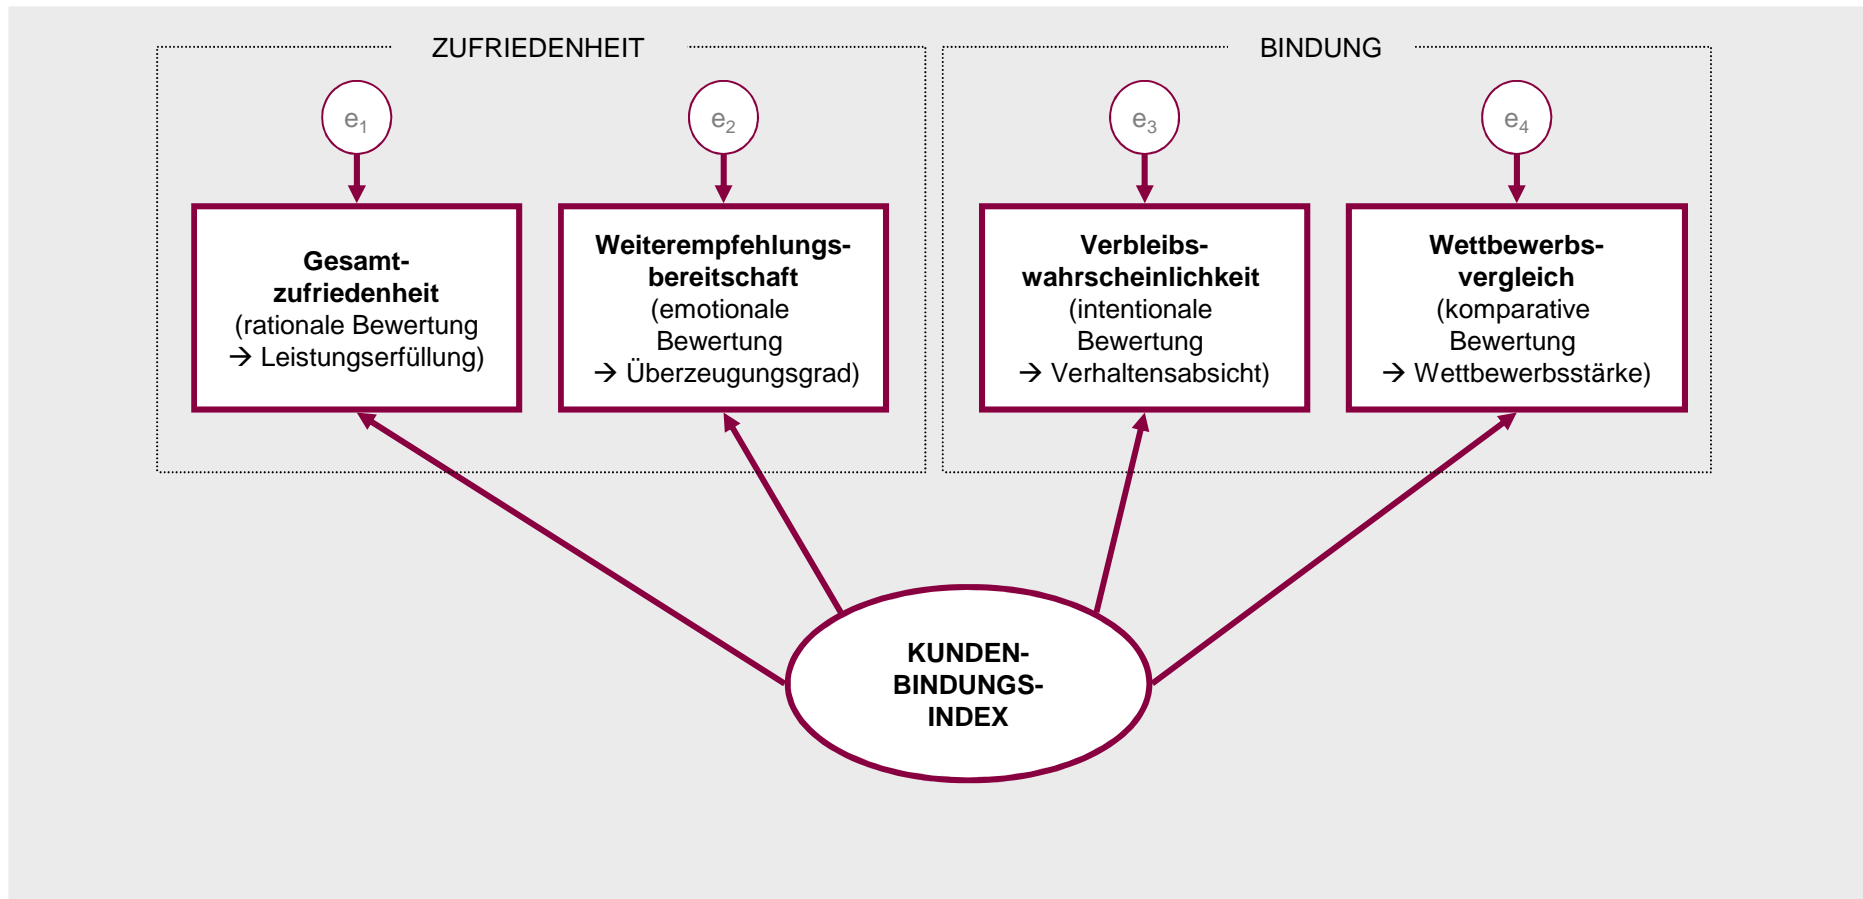 ZUFRIEDENHEIT
BINDUNG
e1
e2
e3
e4
Gesamt-
zufriedenheit
(rationale Bewertung
→ Leistungserfüllung)
Weiterempfehlungs-
bereitschaft
(emotionale
Bewertung
→ Überzeugungsgrad)
Verbleibs-
wahrscheinlichkeit
(intentionale
Bewertung
→ Verhaltensabsicht)
Wettbewerbs-
vergleich
(komparative
Bewertung
→ Wettbewerbsstärke)
KUNDEN-
BINDUNGS-
INDEX